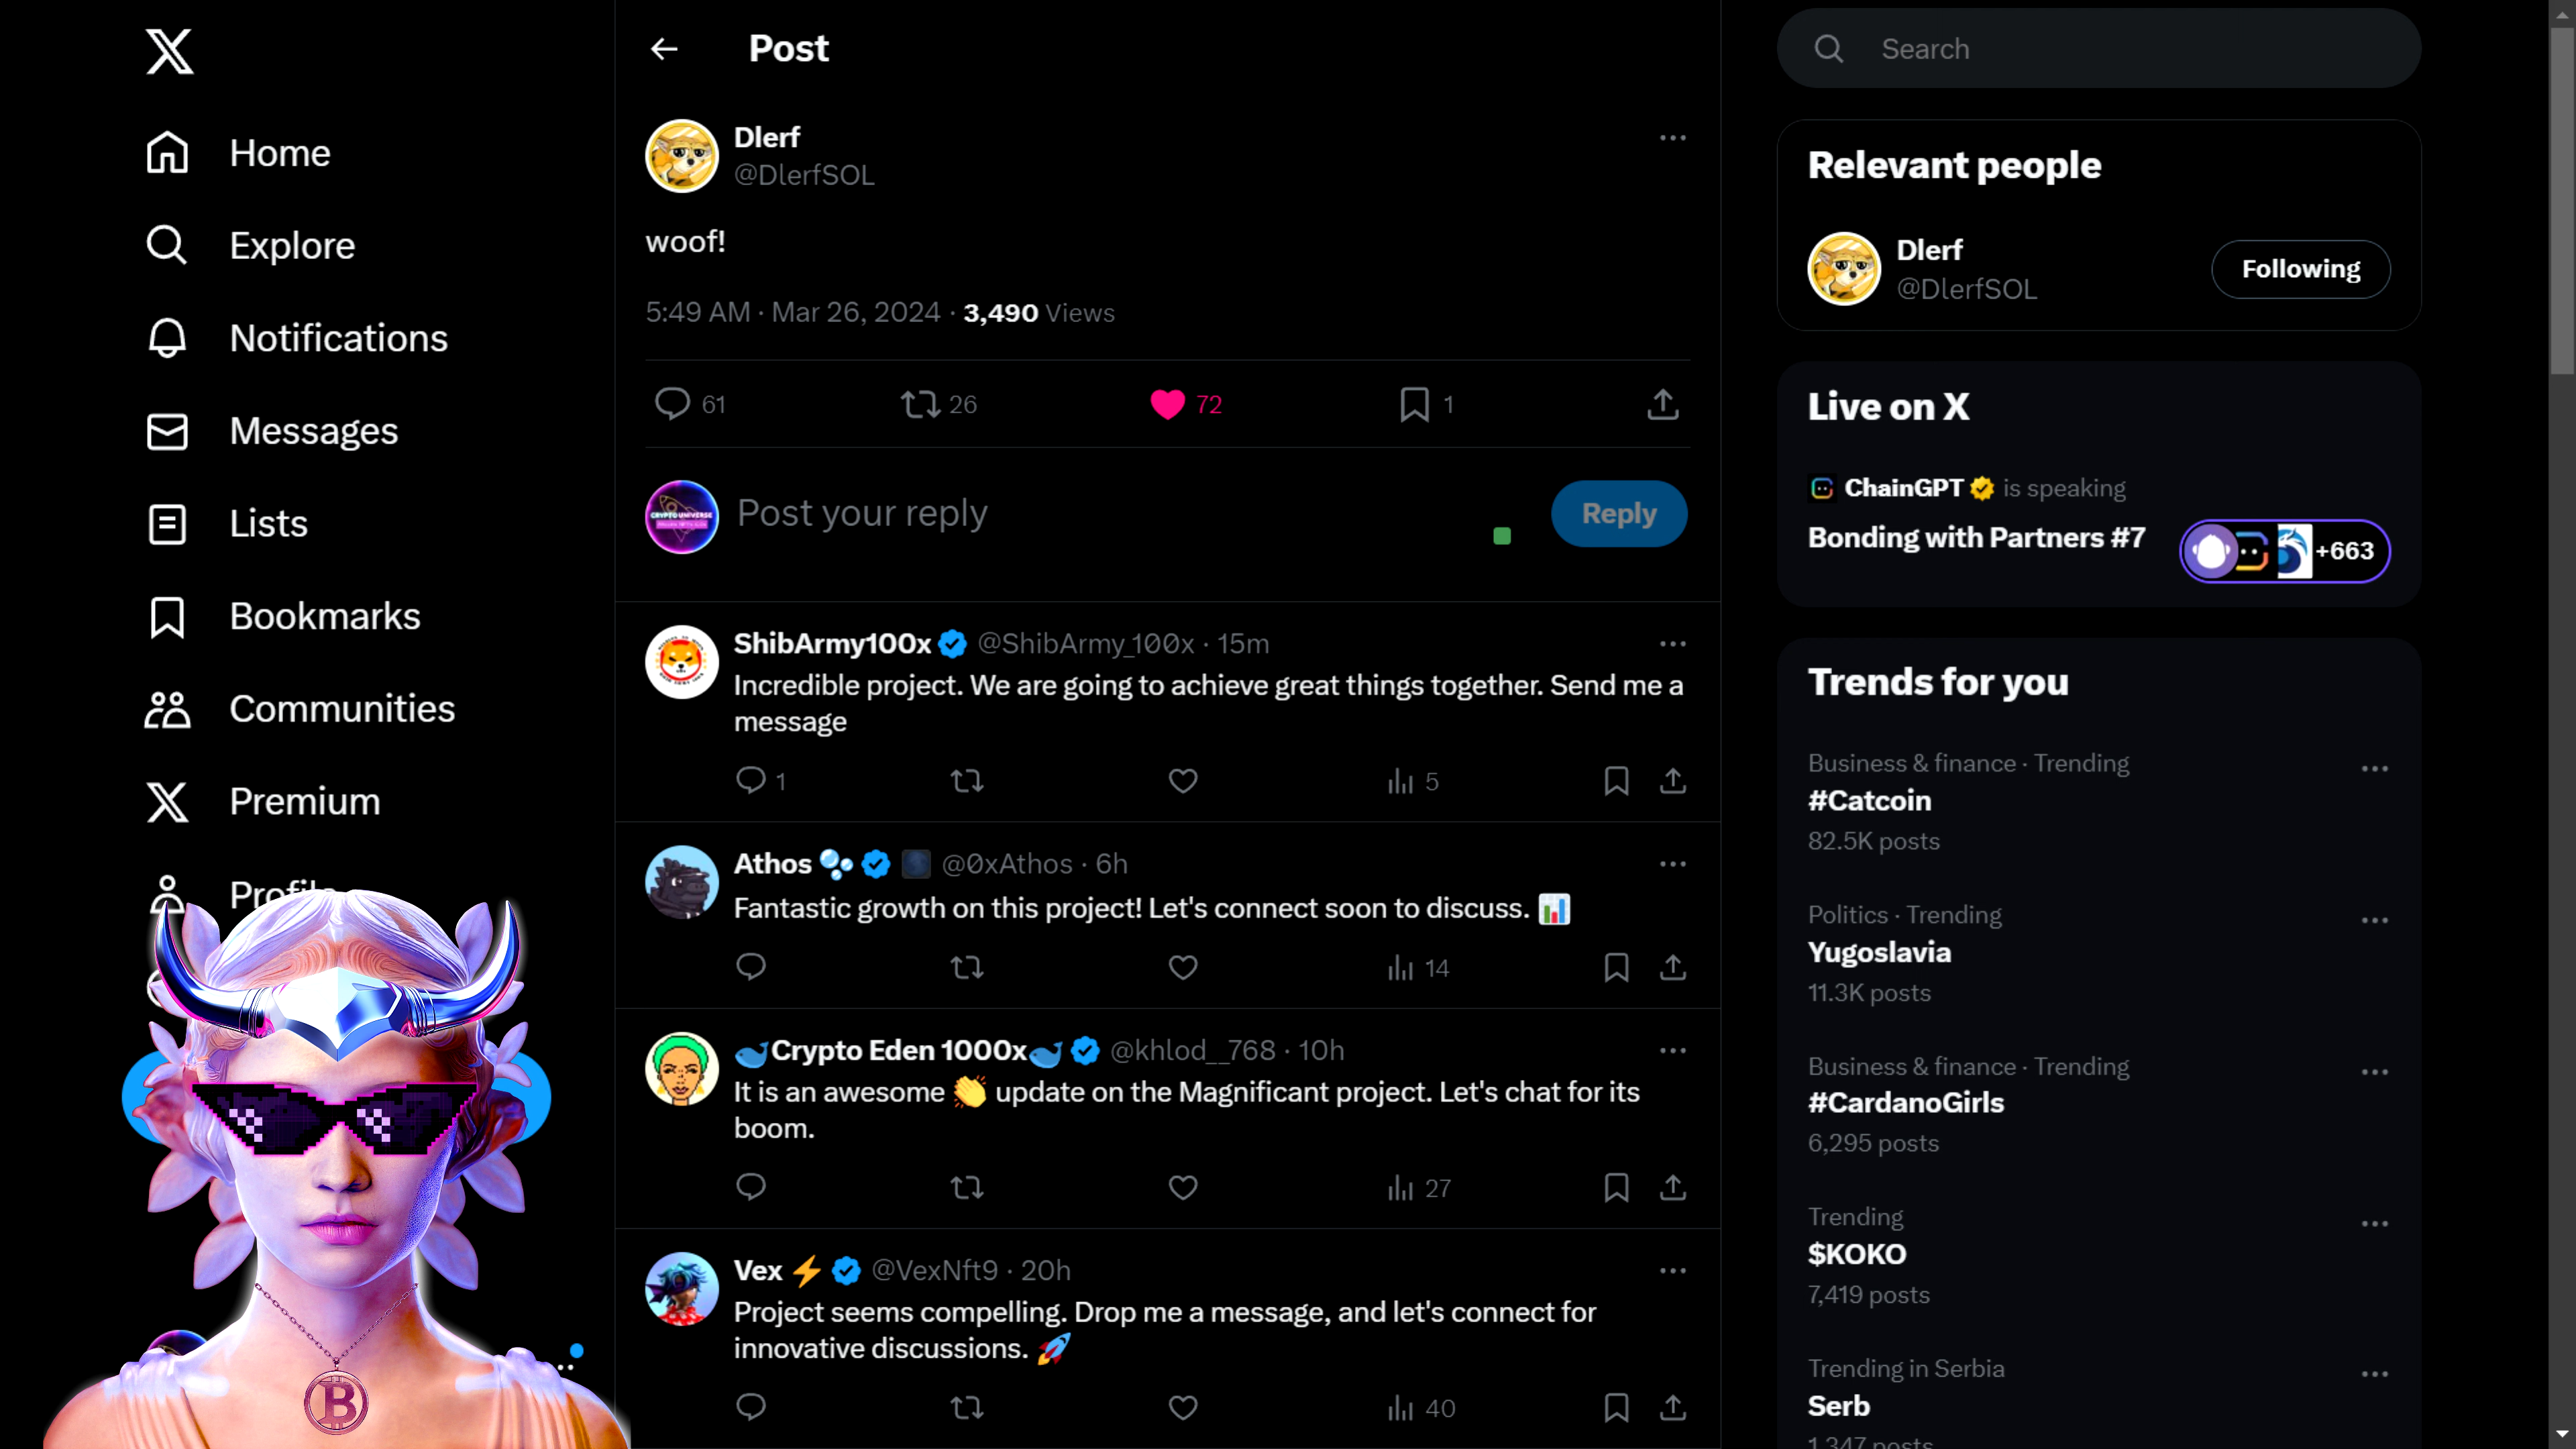 Home
Explore
Notifications
Messages
Lists
Bookmarks
Communities
Premium
Post
Dlerf
@DlerfSOL
woof!
5:49 AM · Mar 26, 2024 · 3,490 Views
61 26 72 1
Post your reply
Reply
ShibArmy100x @ShibArmy_100x · 15m
Incredible project. We are going to achieve great things together. Send me a
message
1 5
Athos @0xAthos · 6h
Fantastic growth on this project! Let's connect soon to discuss.
14
Crypto Eden 1000x @khlod__768 · 10h
It is an awesome 👏 update on the Magnificant project. Let's chat for its
boom.
27
Vex ⚡ @VexNft9 · 20h
Project seems compelling. Drop me a message, and let's connect for
innovative discussions. 🚀
40
Search
Relevant people
Dlerf
@DlerfSOL
Following
Live on X
ChainGPT is speaking
Bonding with Partners #7
+663
Trends for you
Business & finance · Trending
#Catcoin
82.5K posts
Politics · Trending
Yugoslavia
11.3K posts
Business & finance · Trending
#CardanoGirls
6,295 posts
Trending
$KOKO
7,419 posts
Trending in Serbia
Serb
1,347 posts